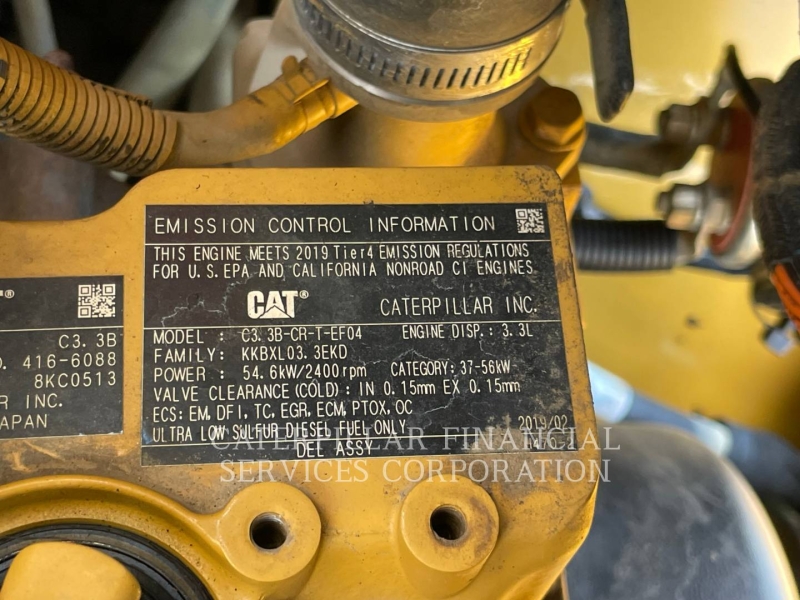 EMISSION CONTROL INFORMATION
THIS ENGINE MEETS 2019 Tier4 EMISSION REGULATIONS
FOR U.S. EPA AND CALIFORNIA NONROAD CI ENGINES
CAT® CATERPILLAR INC.
MODEL : C3.3B-CR-T-EF04 ENGINE DISP.: 3.3L
FAMILY: KKBXL03.3EKD
POWER : 54.6kW/2400rpm CATEGORY: 37-56kW
VALVE CLEARANCE(COLD): IN 0.15mm EX 0.15mm
ECS: EM, DFI, TC, EGR, ECM, PTOX, OC
ULTRA LOW SULFUR DIESEL FUEL ONLY 2019/02
DEL ASSY
C3.3B
416-6088
8KC0513
INC.
JAPAN
CATERPILLAR FINANCIAL
SERVICES CORPORATION